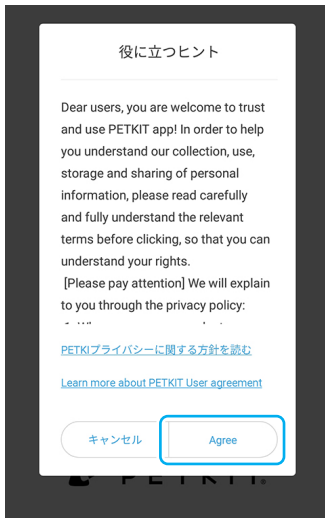 役に立つヒント
Dear users, you are welcome to trust
and use PETKIT app! In order to help
you understand our collection, use,
storage and sharing of personal
information, please read carefully
and fully understand the relevant
terms before clicking, so that you can
understand your rights.
[Please pay attention] We will explain
to you through the privacy policy:
PETKIプライバシーに関する方針を読む
Learn more about PETKIT User agreement
キャンセル Agree
PETKIT®